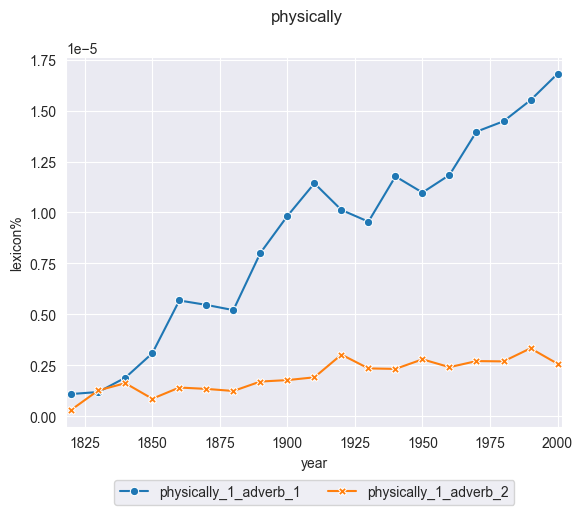 physically
1e−5
1.75
1.50
1.25
1.00
0.75
0.50
0.25
0.00
lexicon%
1825 1850 1875 1900 1925 1950 1975 2000
year
physically_1_adverb_1 physically_1_adverb_2